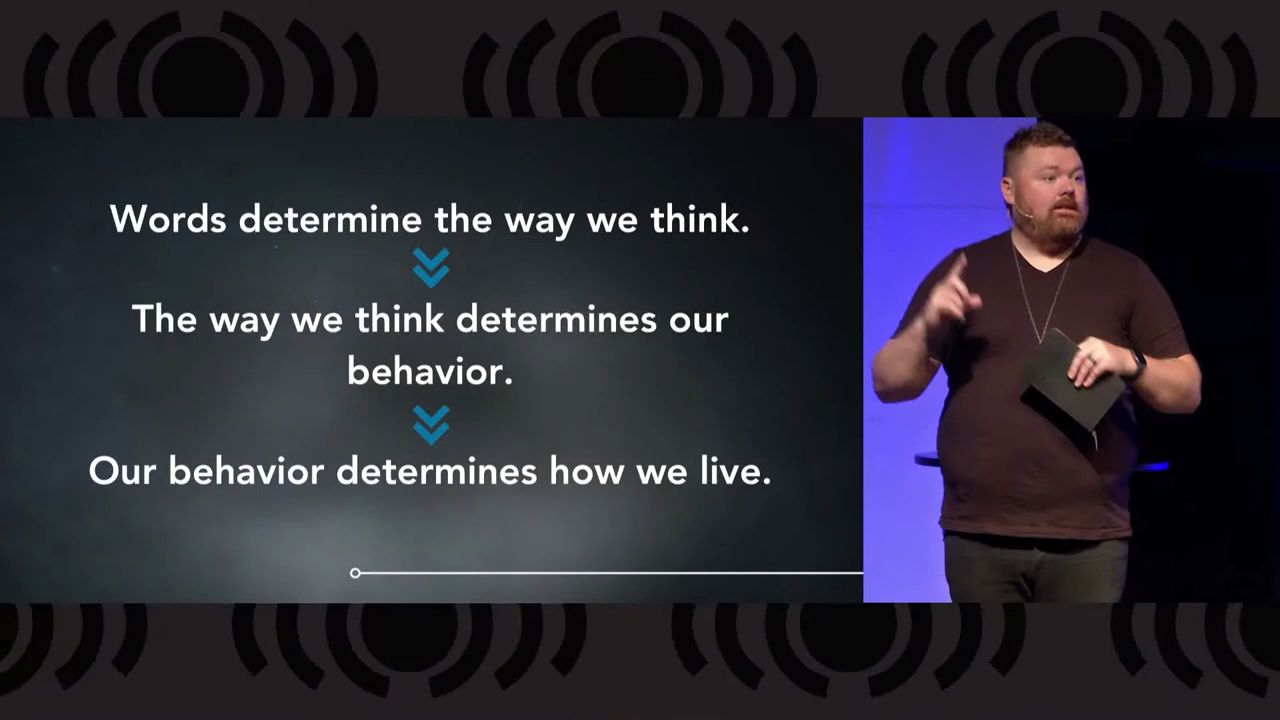 Words determine the way we think.
The way we think determines our
behavior.
Our behavior determines how we live.